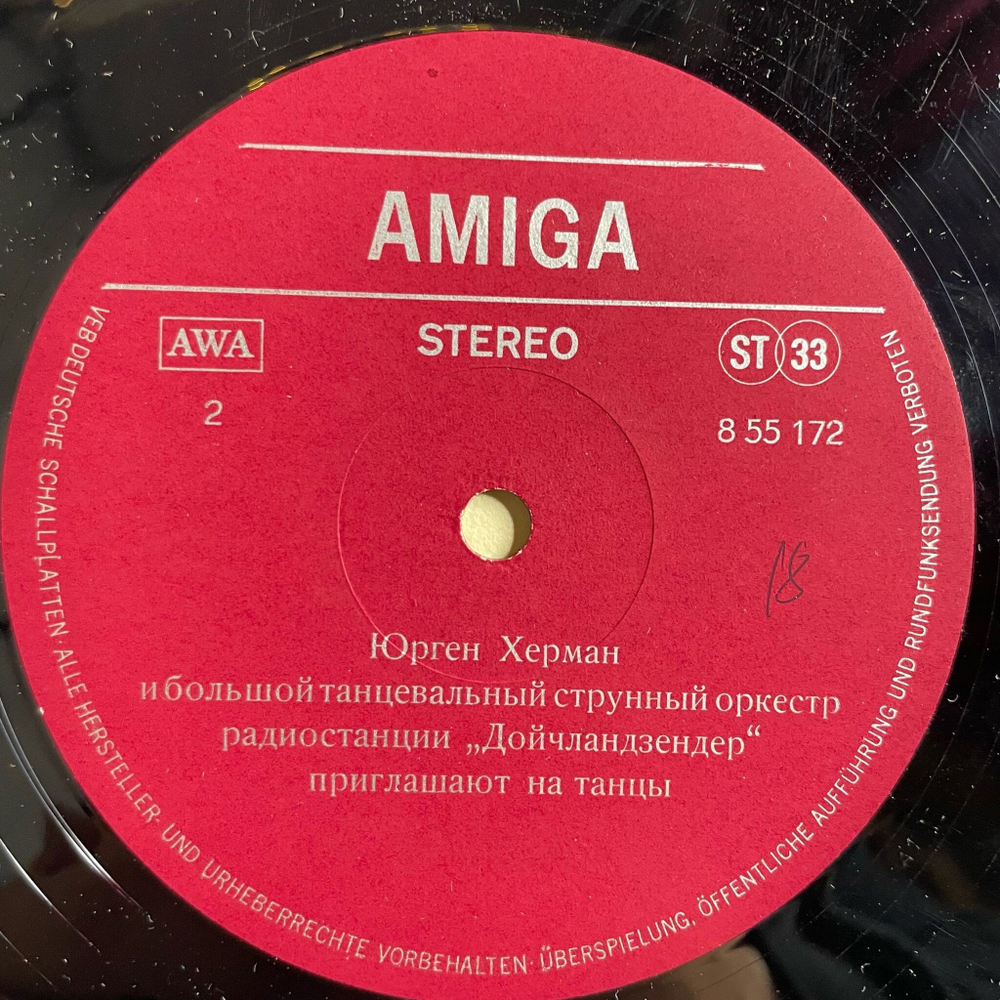 AMIGA
AWA
STEREO
ST 33
2
8 55 172
18
Юрген Херман
и большой танцевальный струнный оркестр
радиостанции „Дойчландзендер“
приглашают на танцы
VEB DEUTSCHE SCHALLPLATTEN · ALLE HERSTELLER- UND URHEBERRECHTE VORBEHALTEN · ÜBERSPIELUNG, ÖFFENTLICHE AUFFÜHRUNG UND RUNDFUNKSENDUNG VERBOTEN